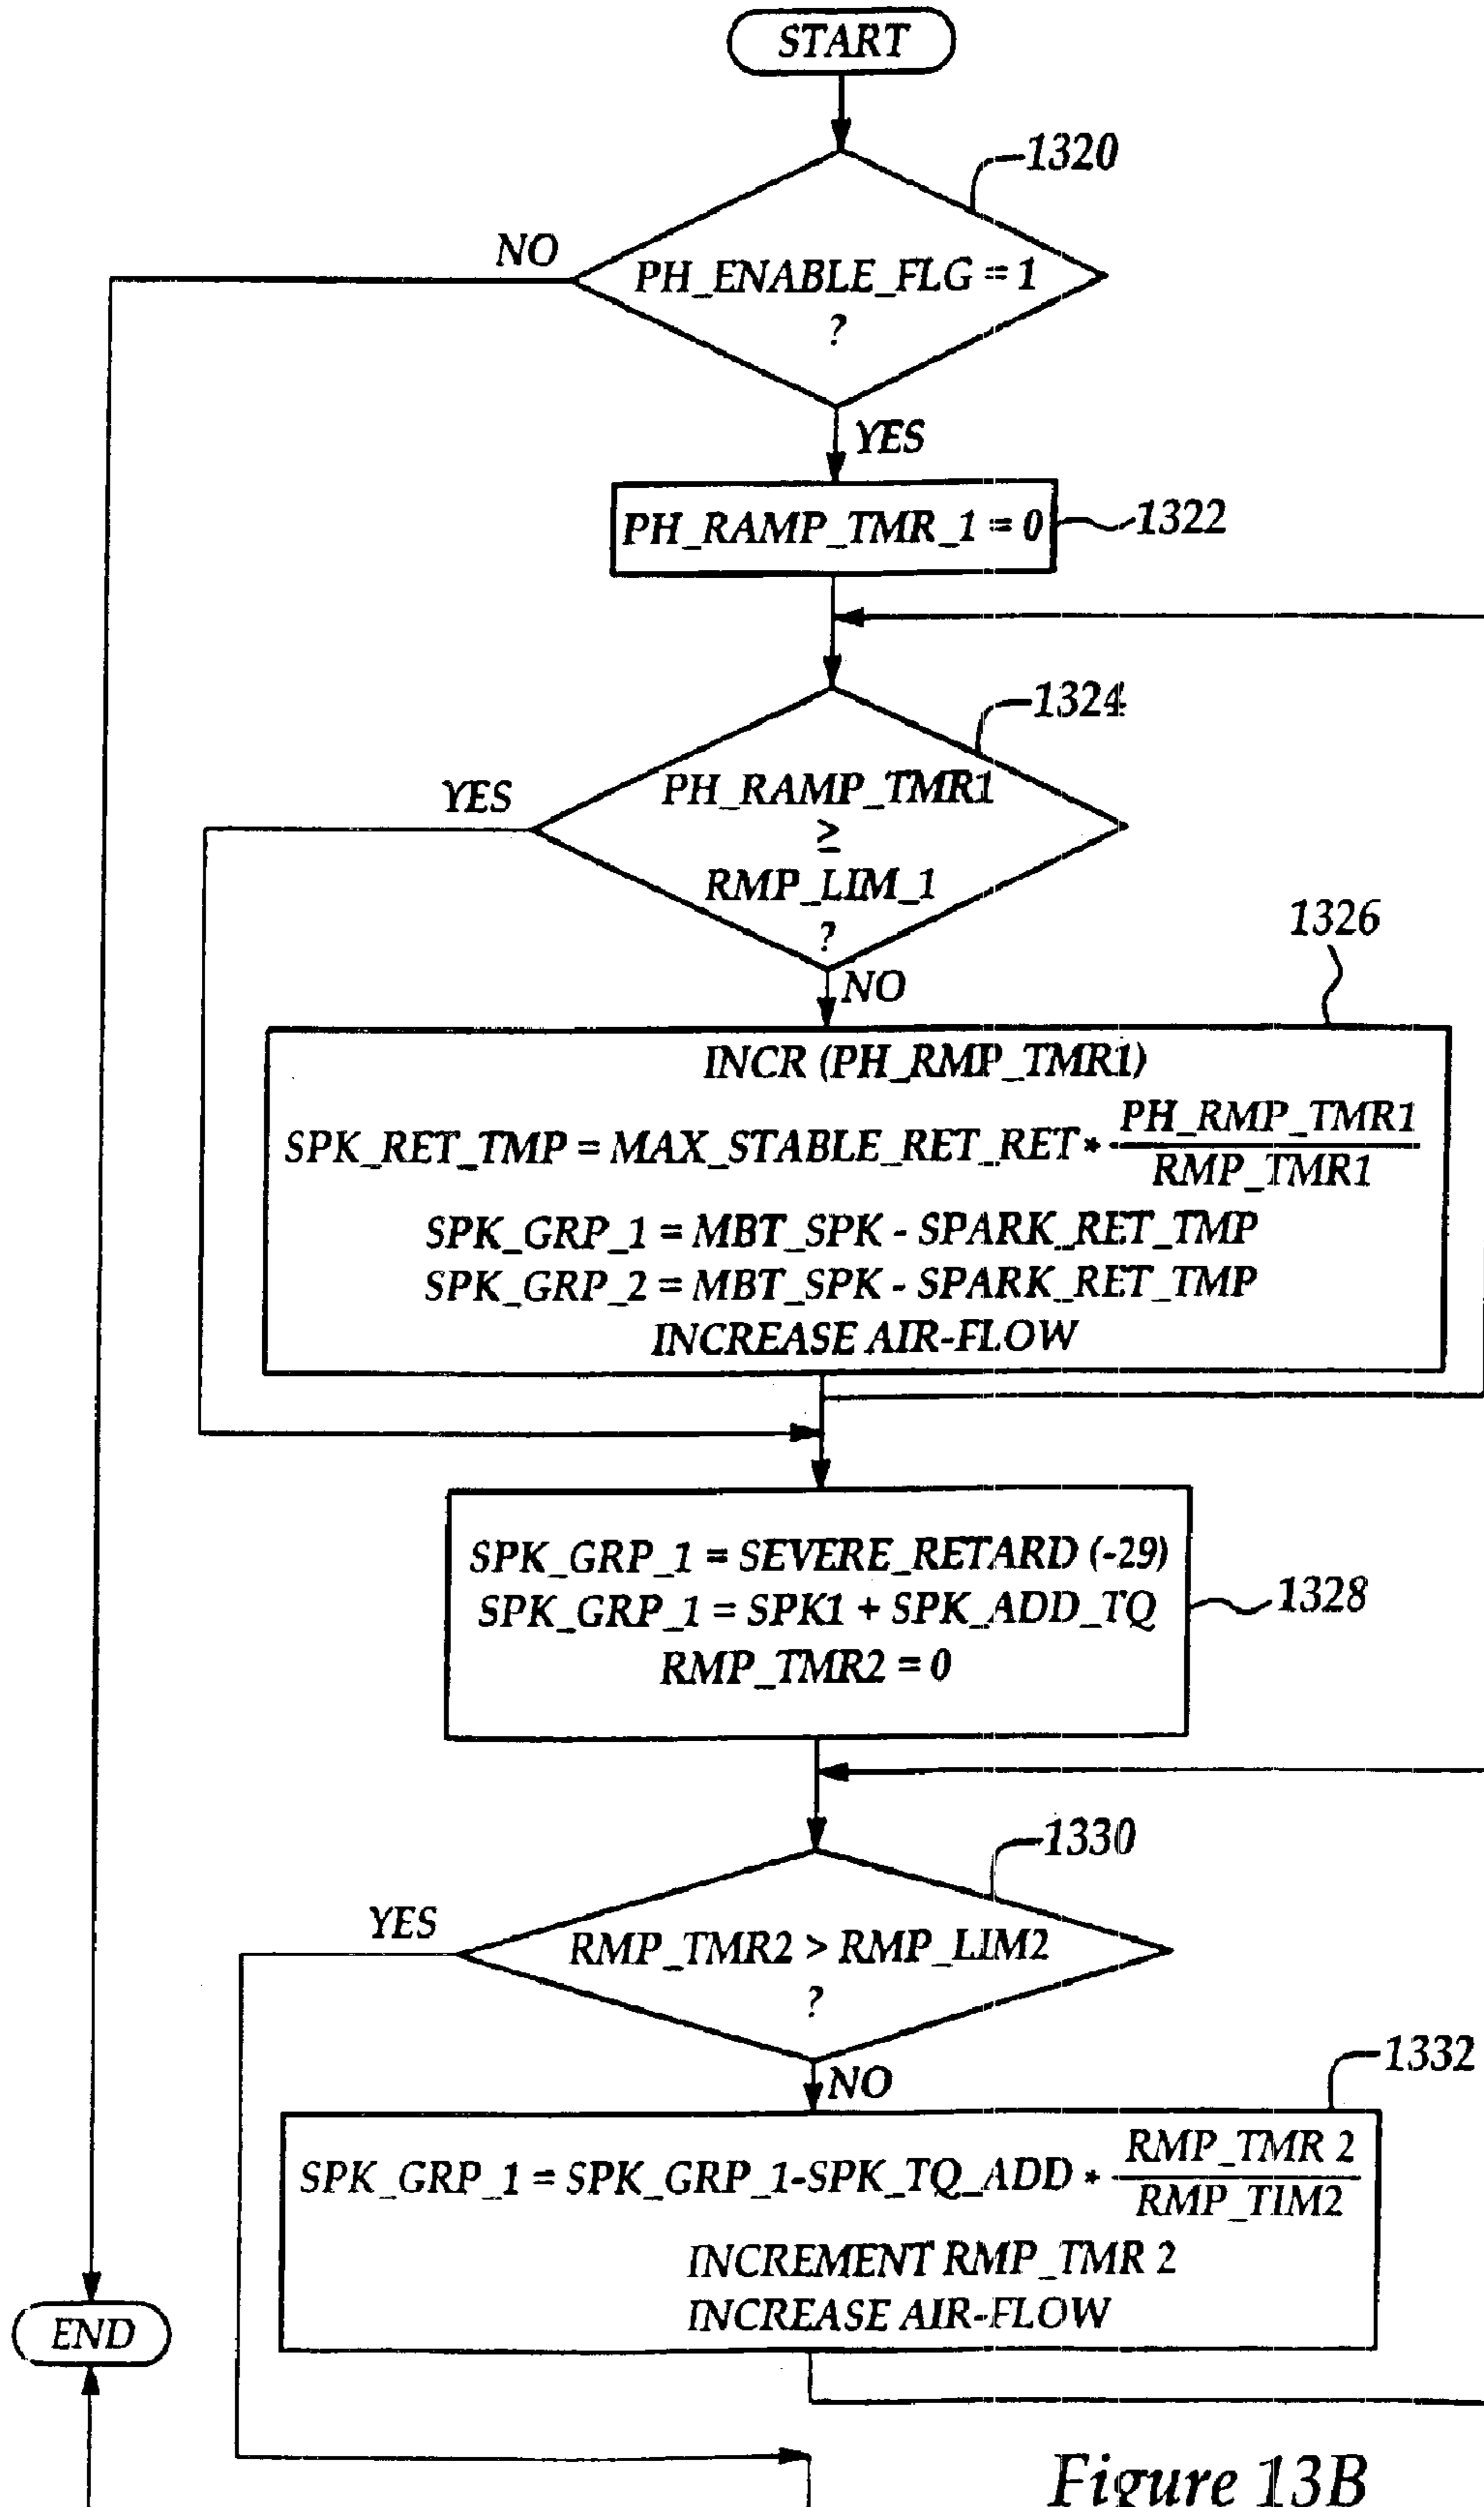 START
1320
NO
PH_ENABLE_FLG = 1
?
YES
PH_RAMP_TMR_1 = 0
1322
1324
YES
PH_RAMP_TMR1
≥
RMP_LIM_1
?
NO
1326
INCR (PH_RMP_TMR1)
SPK_RET_TMP = MAX_STABLE_RET_RET * PH_RMP_TMR1 / RMP_TMR1
SPK_GRP_1 = MBT_SPK - SPARK_RET_TMP
SPK_GRP_2 = MBT_SPK - SPARK_RET_TMP
INCREASE AIR-FLOW
SPK_GRP_1 = SEVERE_RETARD (-29)
SPK_GRP_1 = SPK1 + SPK_ADD_TQ
RMP_TMR2 = 0
1328
1330
YES
RMP_TMR2 > RMP_LIM2
?
NO
1332
SPK_GRP_1 = SPK_GRP_1-SPK_TQ_ADD * RMP_TMR 2 / RMP_TIM2
INCREMENT RMP_TMR 2
INCREASE AIR-FLOW
END
Figure 13B